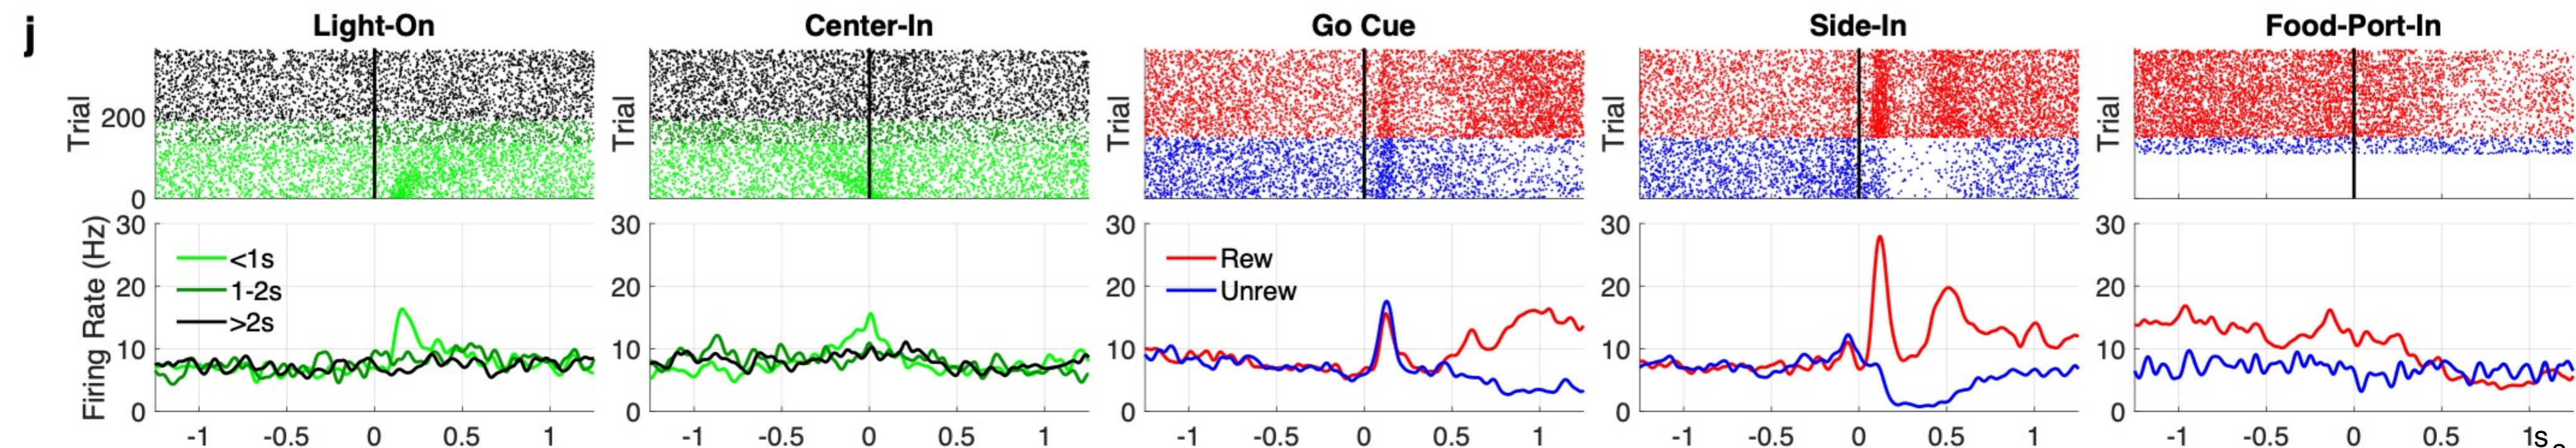 j
Light-On
Center-In
Go Cue
Side-In
Food-Port-In
Trial
200
0
Trial
Trial
Trial
Trial
Firing Rate (Hz)
30
20
10
0
<1s
1-2s
>2s
-1 -0.5 0 0.5 1
30
20
10
0
-1 -0.5 0 0.5 1
30
20
10
0
Rew
Unrew
-1 -0.5 0 0.5 1
30
20
10
0
-1 -0.5 0 0.5 1
30
20
10
0
-1 -0.5 0 0.5 1s